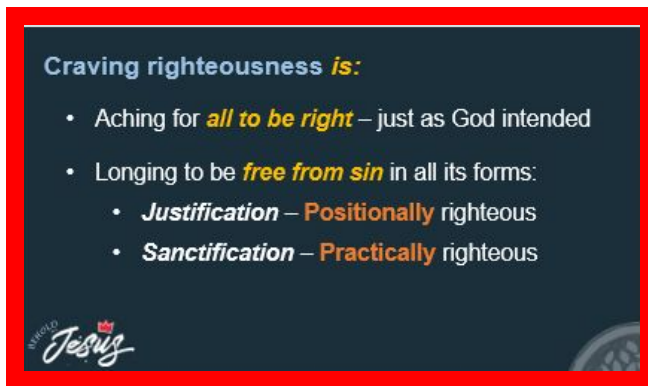 Craving righteousness is:
• Aching for all to be right – just as God intended
• Longing to be free from sin in all its forms:
• Justification – Positionally righteous
• Sanctification – Practically righteous
BEHOLD
Jesus